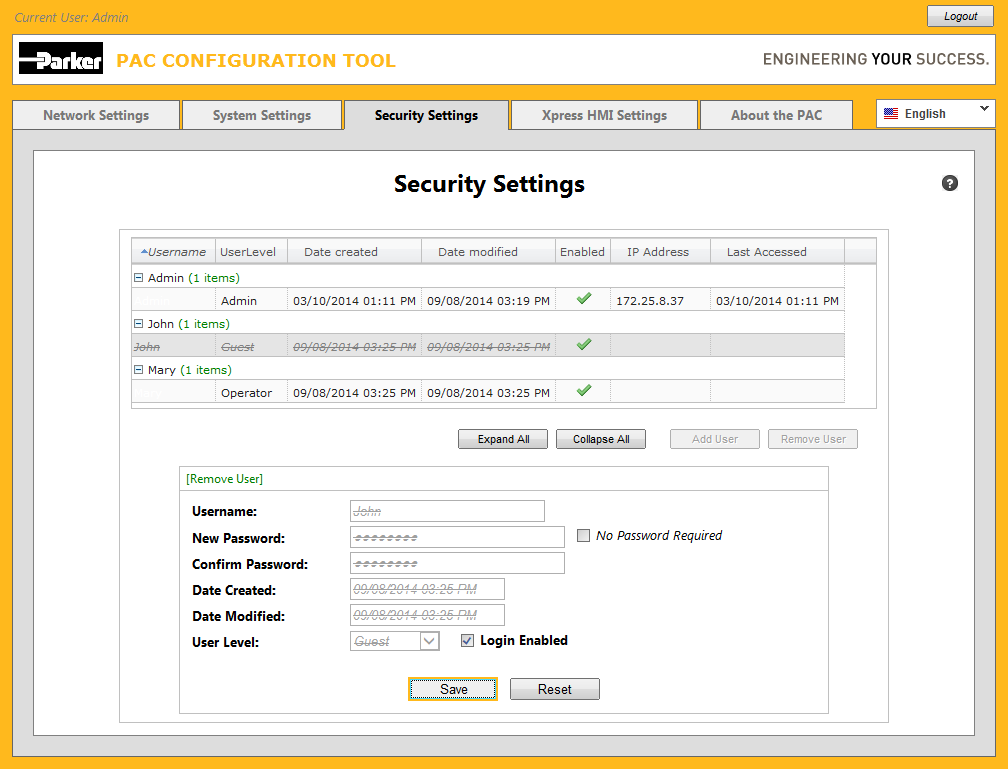 Current User: Admin
Logout
Parker PAC CONFIGURATION TOOL ENGINEERING YOUR SUCCESS.
Network Settings System Settings Security Settings Xpress HMI Settings About the PAC English
Security Settings ?
Username UserLevel Date created Date modified Enabled IP Address Last Accessed
Admin (1 items)
Admin 03/10/2014 01:11 PM 09/08/2014 03:19 PM 172.25.8.37 03/10/2014 01:11 PM
John (1 items)
John Guest 09/08/2014 03:25 PM 09/08/2014 03:25 PM
Mary (1 items)
Operator 09/08/2014 03:25 PM 09/08/2014 03:25 PM
Expand All Collapse All Add User Remove User
[Remove User]
Username: John
New Password: No Password Required
Confirm Password:
Date Created: 09/08/2014 03:25 PM
Date Modified: 09/08/2014 03:25 PM
User Level: Guest Login Enabled
Save Reset